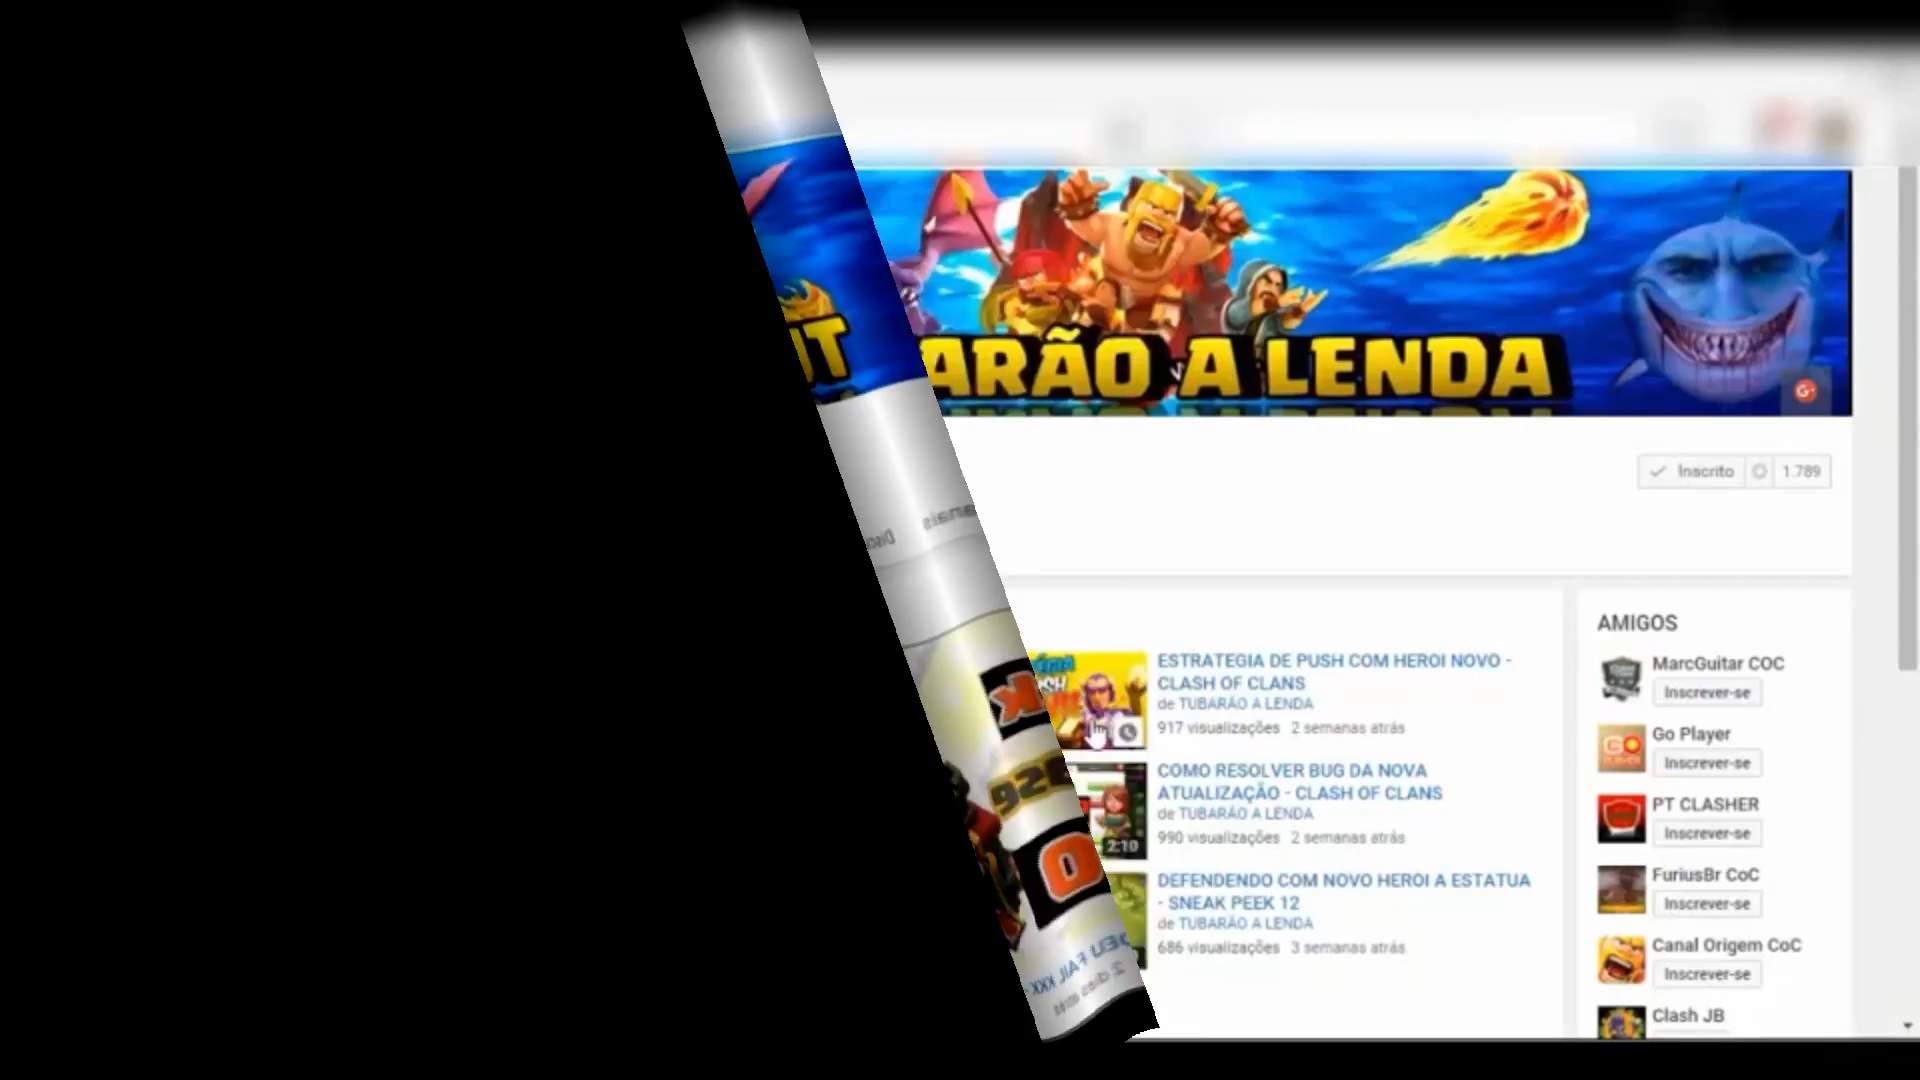 ARÃO A LENDA
Inscrito 1.789
ESTRATEGIA DE PUSH COM HEROI NOVO -
CLASH OF CLANS
de TUBARÃO A LENDA
917 visualizações 2 semanas atrás
COMO RESOLVER BUG DA NOVA
ATUALIZAÇÃO - CLASH OF CLANS
de TUBARÃO A LENDA
990 visualizações 2 semanas atrás
2:10
DEFENDENDO COM NOVO HEROI A ESTATUA
- SNEAK PEEK 12
de TUBARÃO A LENDA
686 visualizações 3 semanas atrás
AMIGOS
MarcGuitar COC
Inscrever-se
Go Player
Inscrever-se
PT CLASHER
Inscrever-se
FuriusBr CoC
Inscrever-se
Canal Origem CoC
Inscrever-se
Clash JB